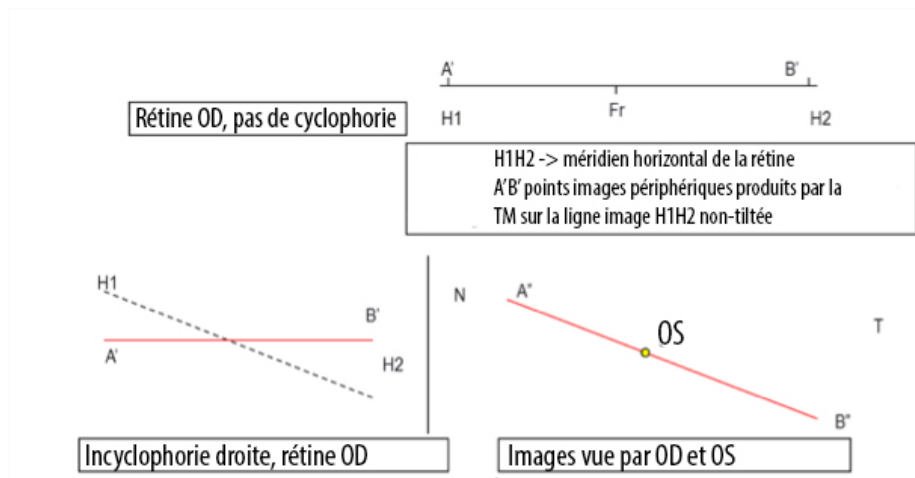 A' B'
Rétine OD, pas de cyclophorie
H1 Fr H2
H1H2 -> méridien horizontal de la rétine
A'B' points images périphériques produits par la
TM sur la ligne image H1H2 non-tiltée
H1
B'
A'
H2
Incyclophorie droite, rétine OD
N
A"
OS
T
B"
Images vue par OD et OS